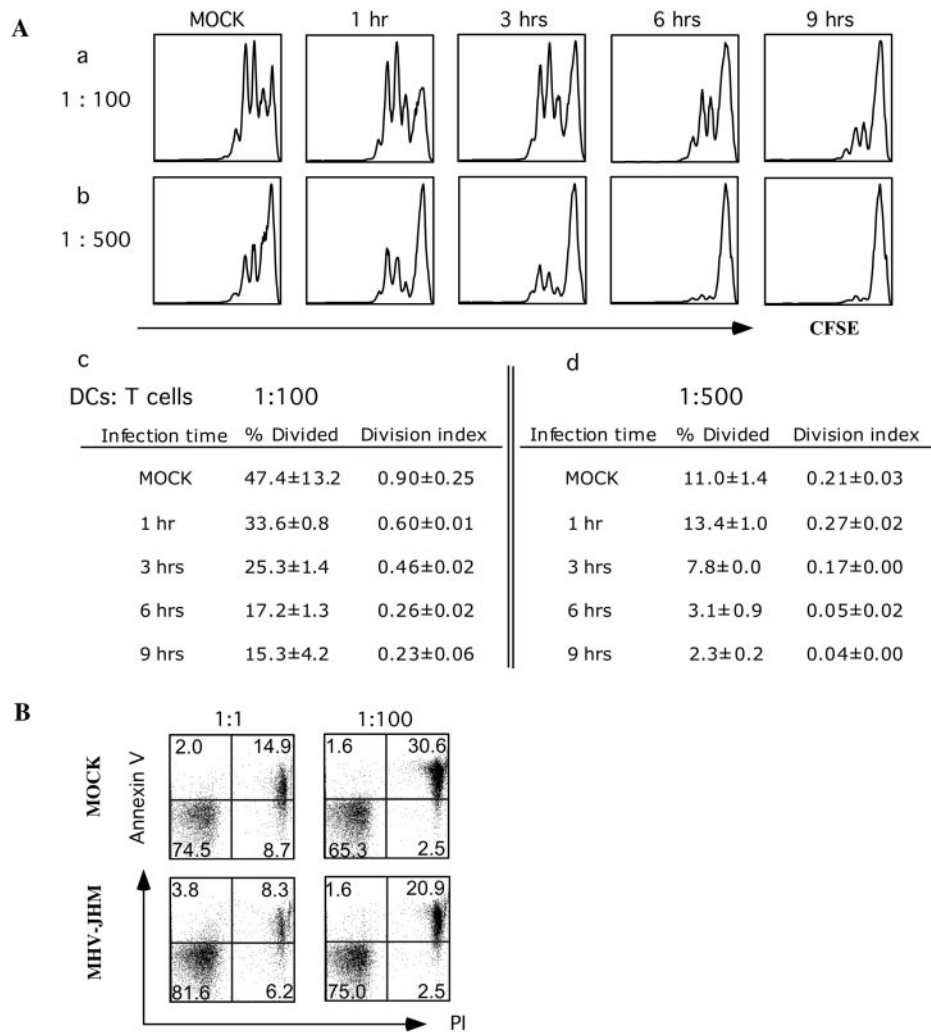 A
MOCK 1 hr 3 hrs 6 hrs 9 hrs
a
1 : 100
b
1 : 500
CFSE
c
DCs: T cells 1:100
Infection time % Divided Division index
MOCK 47.4±13.2 0.90±0.25
1 hr 33.6±0.8 0.60±0.01
3 hrs 25.3±1.4 0.46±0.02
6 hrs 17.2±1.3 0.26±0.02
9 hrs 15.3±4.2 0.23±0.06
d
1:500
Infection time % Divided Division index
MOCK 11.0±1.4 0.21±0.03
1 hr 13.4±1.0 0.27±0.02
3 hrs 7.8±0.0 0.17±0.00
6 hrs 3.1±0.9 0.05±0.02
9 hrs 2.3±0.2 0.04±0.00
B
1:1 1:100
MOCK
Annexin V
2.0 14.9 1.6 30.6
74.5 8.7 65.3 2.5
MHV-JHM
3.8 8.3 1.6 20.9
81.6 6.2 75.0 2.5
PI